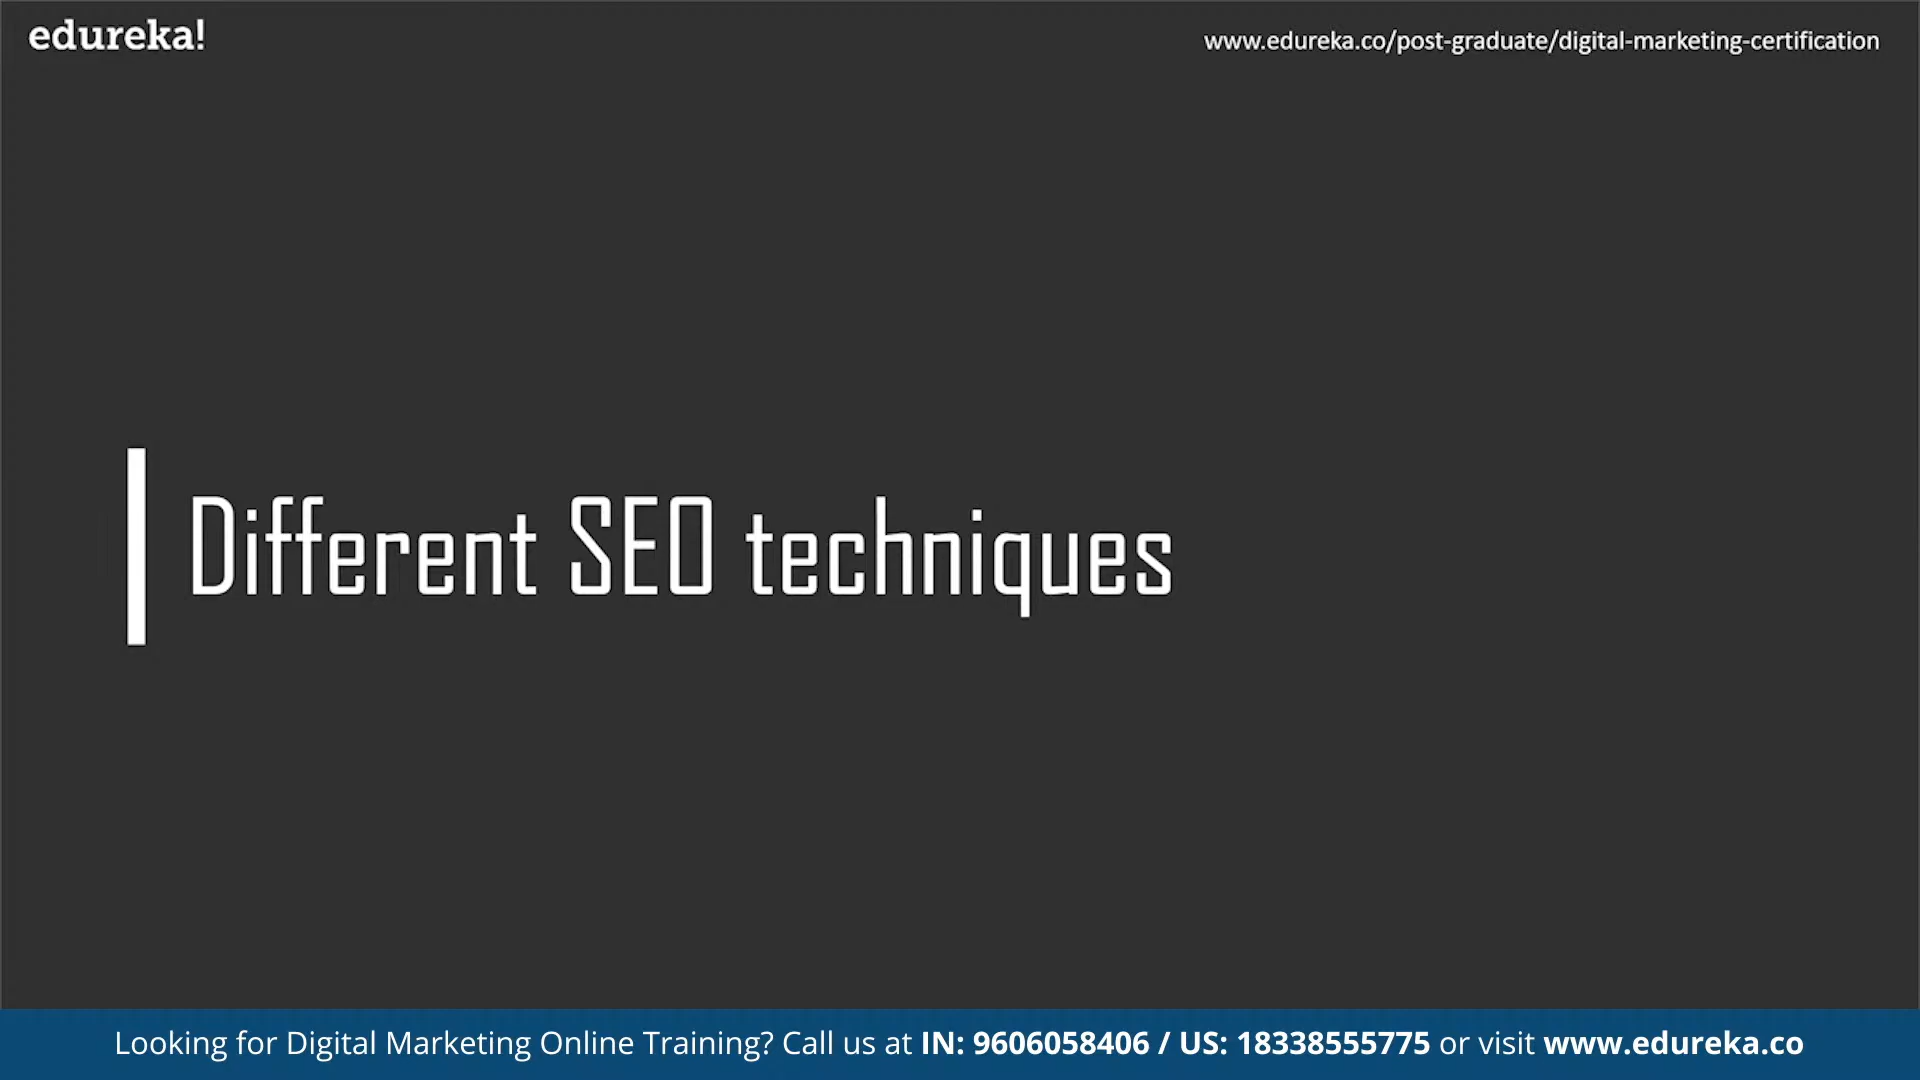 edureka!
www.edureka.co/post-graduate/digital-marketing-certification
Different SEO techniques
Looking for Digital Marketing Online Training? Call us at IN: 9606058406 / US: 18338555775 or visit www.edureka.co